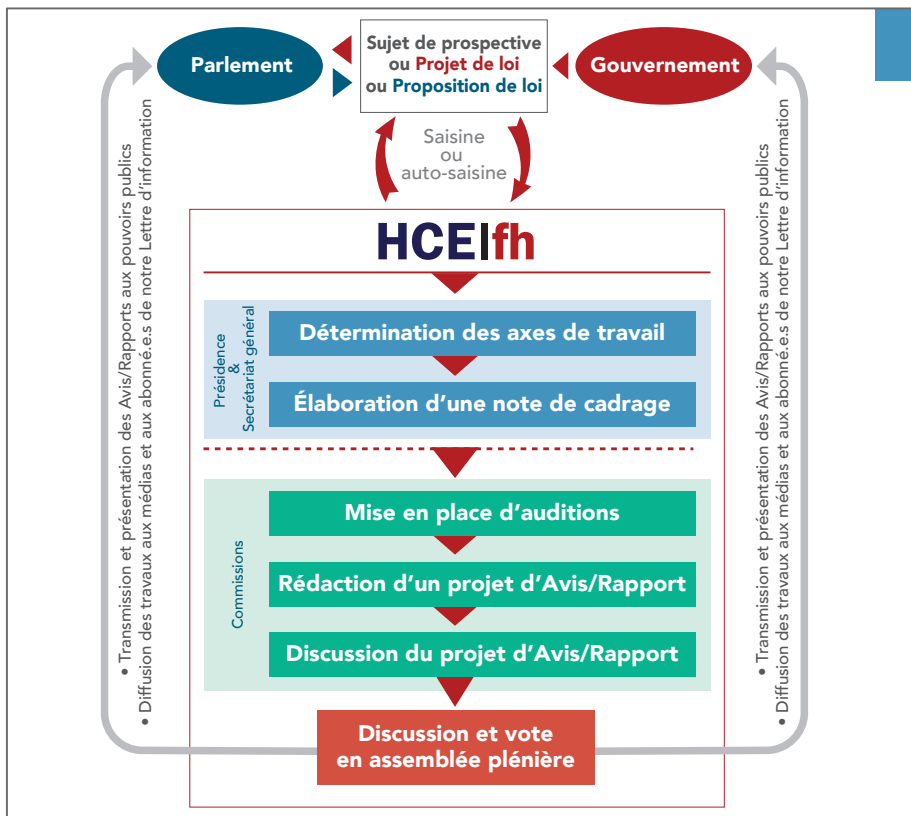 Parlement
Sujet de prospective
ou Projet de loi
ou Proposition de loi
Gouvernement
Saisine
ou
auto-saisine
HCE|fh
Présidence
&
Secrétariat général
Détermination des axes de travail
Élaboration d'une note de cadrage
Commissions
Mise en place d'auditions
Rédaction d'un projet d'Avis/Rapport
Discussion du projet d'Avis/Rapport
Discussion et vote
en assemblée plénière
• Transmission et présentation des Avis/Rapports aux pouvoirs publics
• Diffusion des travaux aux médias et aux abonné.e.s de notre Lettre d'information
• Transmission et présentation des Avis/Rapports aux pouvoirs publics
• Diffusion des travaux aux médias et aux abonné.e.s de notre Lettre d'information